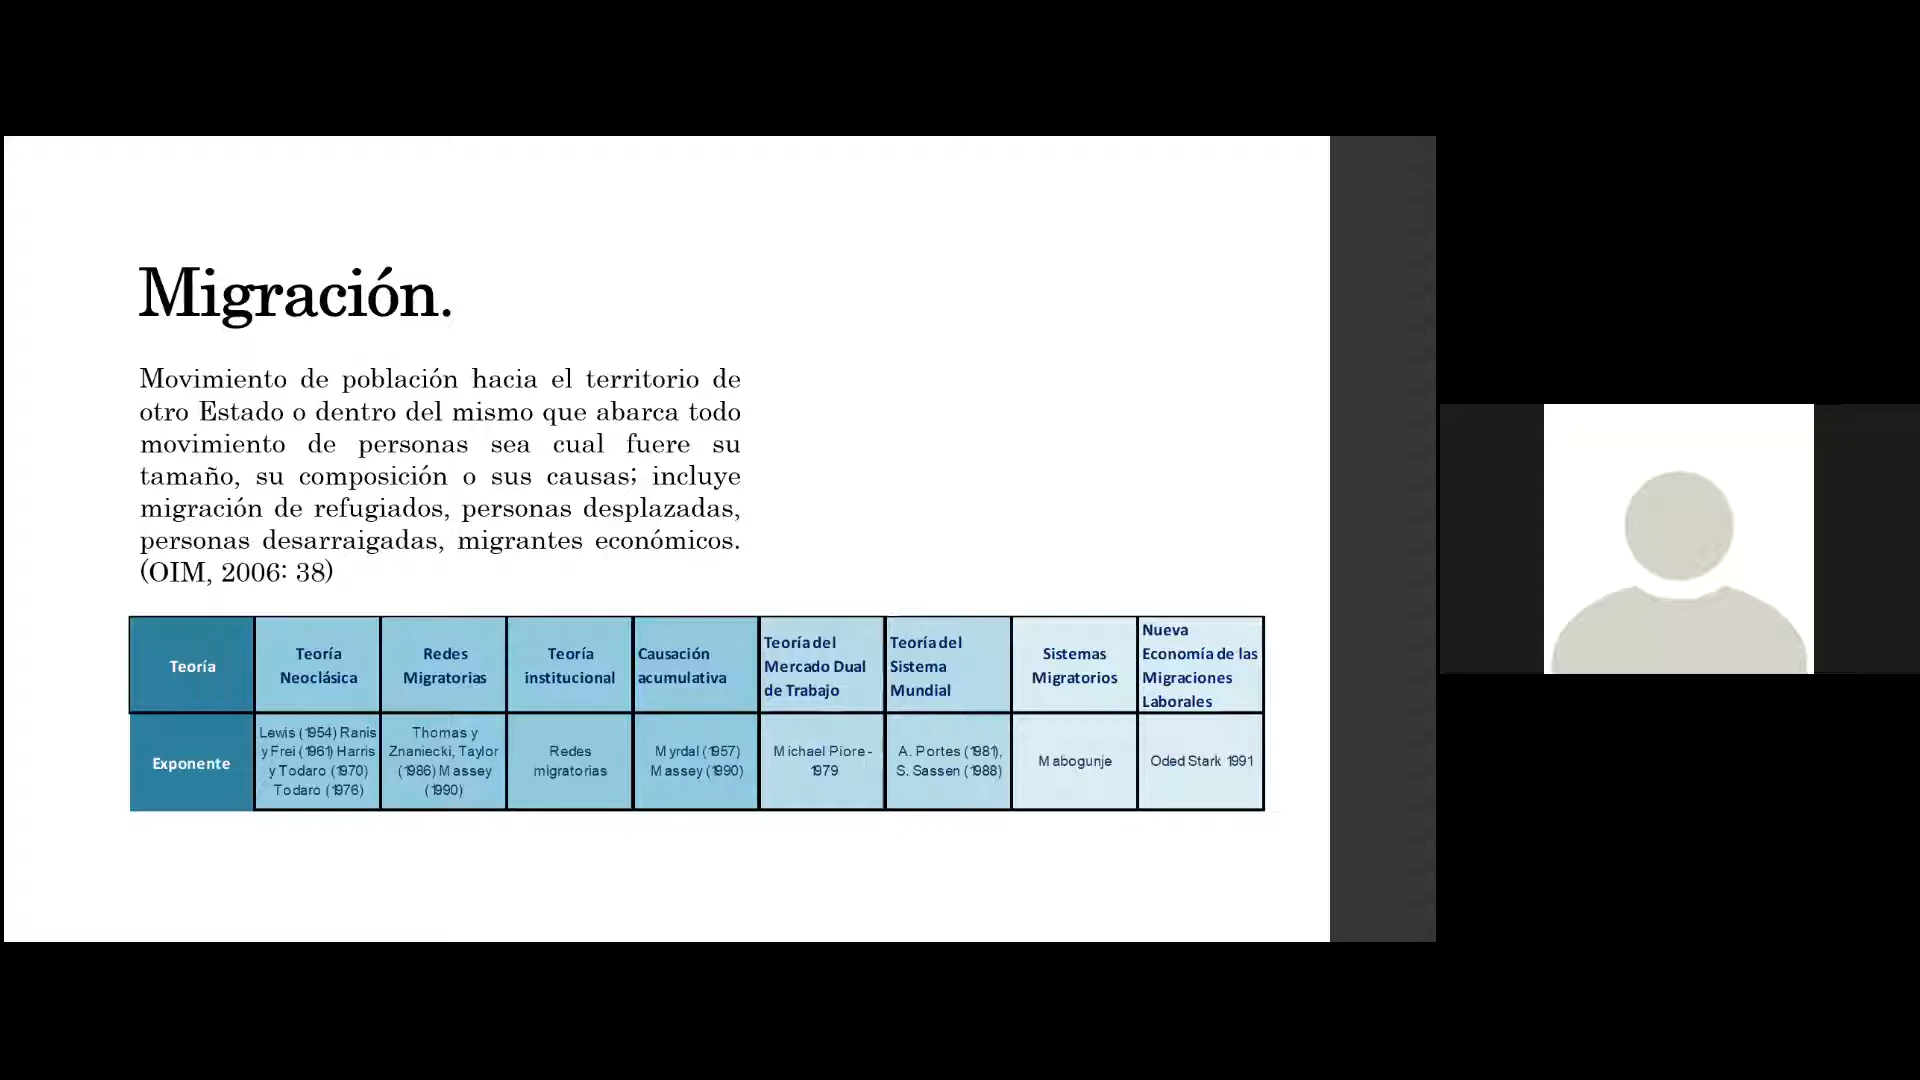 Migración.
Movimiento de población hacia el territorio de
otro Estado o dentro del mismo que abarca todo
movimiento de personas sea cual fuere su
tamaño, su composición o sus causas; incluye
migración de refugiados, personas desplazadas,
personas desarraigadas, migrantes económicos.
(OIM, 2006: 38)
Teoría
Teoría
Neoclásica
Redes
Migratorias
Teoría
institucional
Causación
acumulativa
Teoría del
Mercado Dual
de Trabajo
Teoría del
Sistema
Mundial
Sistemas
Migratorios
Nueva
Economía de las
Migraciones
Laborales
Exponente
Lewis (1954) Ranis
y Frei (1961) Harris
y Todaro (1970)
Todaro (1976)
Thomas y
Znaniecki, Taylor
(1986) Massey
(1990)
Redes
migratorias
Myrdal (1957)
Massey (1990)
Michael Piore -
1979
A. Portes (1981),
S. Sassen (1988)
Mabogunje
Oded Stark 1991